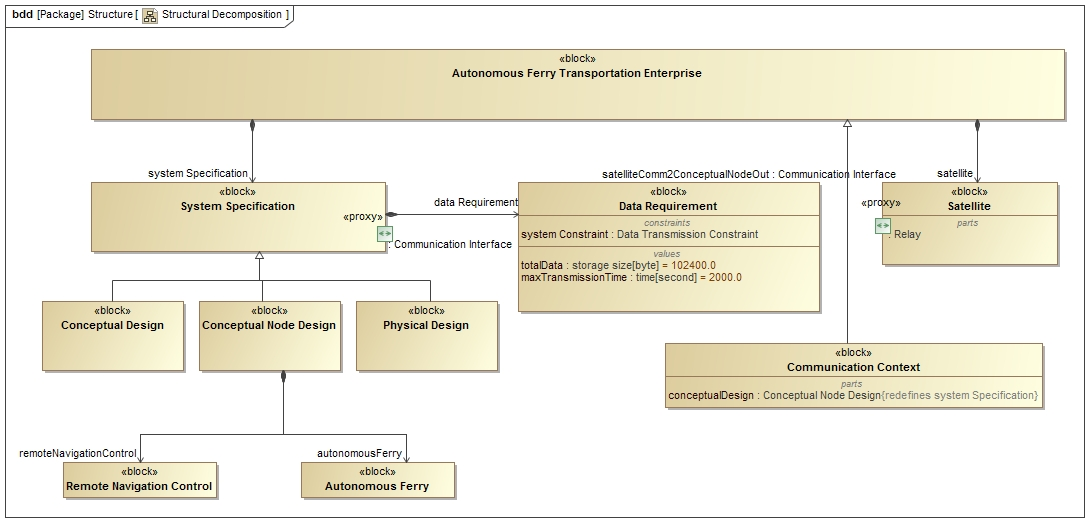 bdd [Package] Structure [ Structural Decomposition ]
«block»
Autonomous Ferry Transportation Enterprise
system Specification
satelliteComm2ConceptualNodeOut : Communication Interface
satellite
«block»
System Specification
«proxy»
: Communication Interface
data Requirement
«block»
Data Requirement
constraints
system Constraint : Data Transmission Constraint
values
totalData : storage size[byte] = 102400.0
maxTransmissionTime : time[second] = 2000.0
«proxy»
«block»
Satellite
parts
: Relay
«block»
Conceptual Design
«block»
Conceptual Node Design
«block»
Physical Design
«block»
Communication Context
parts
conceptualDesign : Conceptual Node Design{redefines system Specification}
remoteNavigationControl
autonomousFerry
«block»
Remote Navigation Control
«block»
Autonomous Ferry